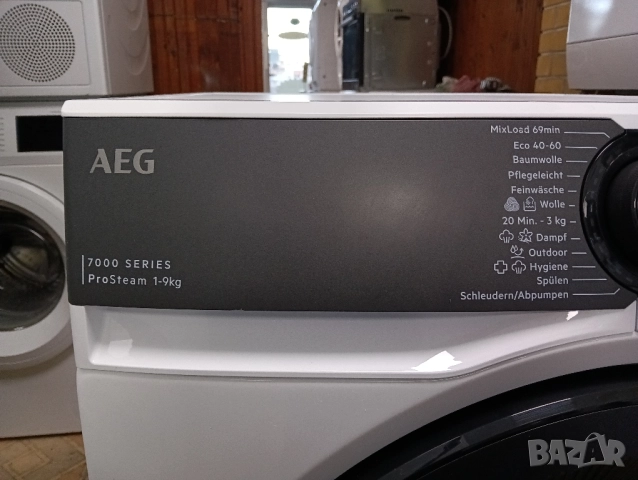 AEG
7000 SERIES
ProSteam 1-9kg
MixLoad 69min
Eco 40-60
Baumwolle
Pflegeleicht
Feinwäsche
Wolle
20 Min. - 3 kg
Dampf
Outdoor
Hygiene
Spülen
Schleudern/Abpumpen
BAZAR